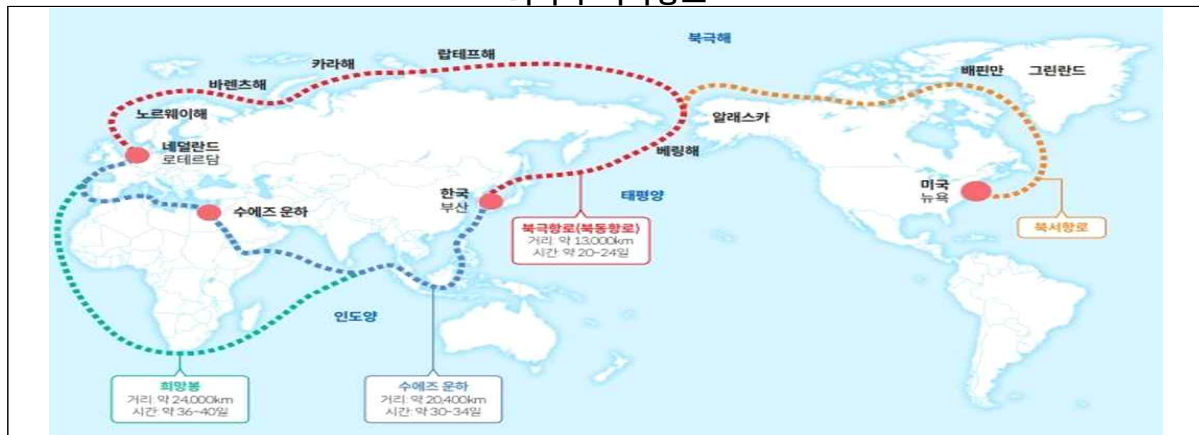 북극해
랍테프해
카라해
바렌츠해
배핀만
그린란드
노르웨이해
알래스카
네덜란드
로테르담
베링해
한국
부산
태평양
미국
뉴욕
수에즈 운하
북극항로(북동항로)
거리: 약 13,000km
시간: 약 20~24일
북서항로
인도양
희망봉
거리: 약 24,000km
시간: 약 36~40일
수에즈 운하
거리: 약 20,400km
시간: 약 30~34일